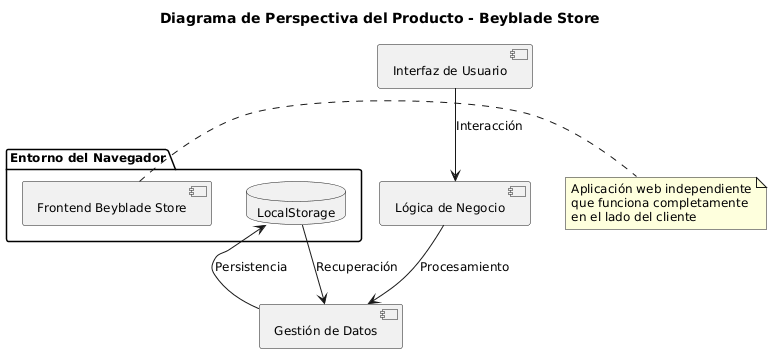 Diagrama de Perspectiva del Producto - Beyblade Store
Interfaz de Usuario
Interacción
Entorno del Navegador
Frontend Beyblade Store
LocalStorage
Lógica de Negocio
Aplicación web independiente
que funciona completamente
en el lado del cliente
Persistencia
Recuperación
Procesamiento
Gestión de Datos